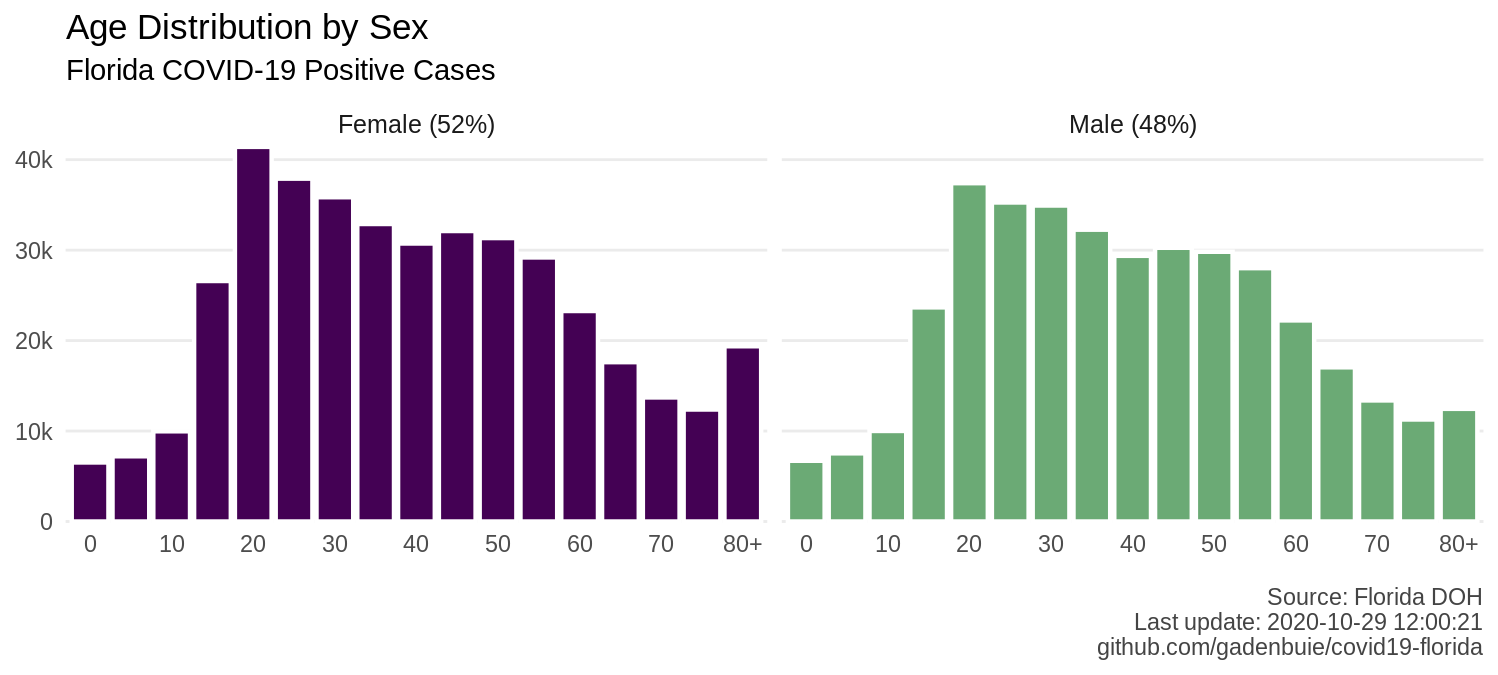 Age Distribution by Sex
Florida COVID-19 Positive Cases
Female (52%)
Male (48%)
40k
30k
20k
10k
0
0 10 20 30 40 50 60 70 80+
0 10 20 30 40 50 60 70 80+
Source: Florida DOH
Last update: 2020-10-29 12:00:21
github.com/gadenbuie/covid19-florida